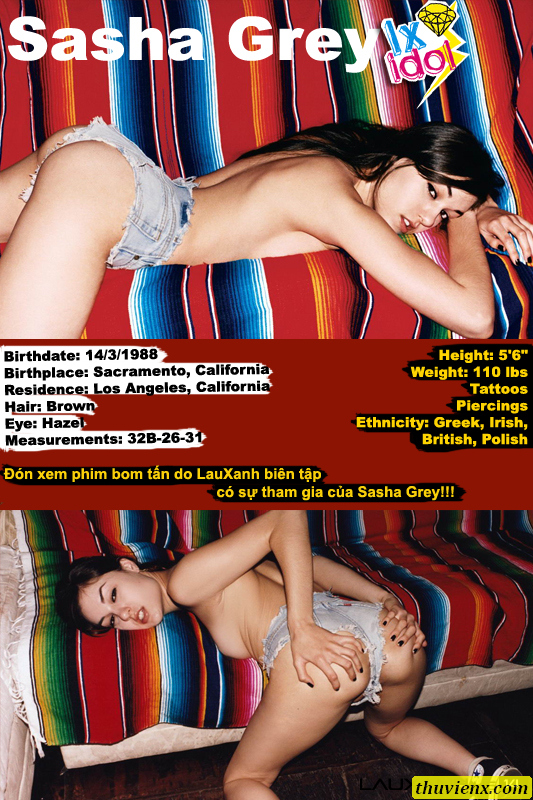 Sasha Grey
lx
idol
Birthdate: 14/3/1988
Birthplace: Sacramento, California
Residence: Los Angeles, California
Hair: Brown
Eye: Hazel
Measurements: 32B-26-31
Height: 5'6"
Weight: 110 lbs
Tattoos
Piercings
Ethnicity: Greek, Irish,
British, Polish
Đón xem phim bom tấn do LauXanh biên tập
có sự tham gia của Sasha Grey!!!
thuvienx.com